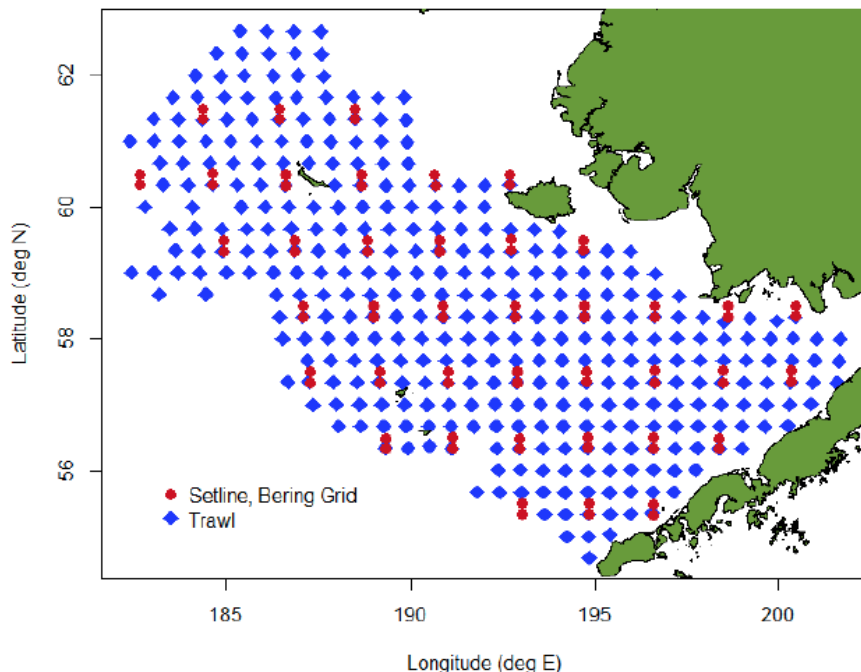 62
60
58
56
Latitude (deg N)
Setline, Bering Grid
Trawl
185 190 195 200
Longitude (deg E)